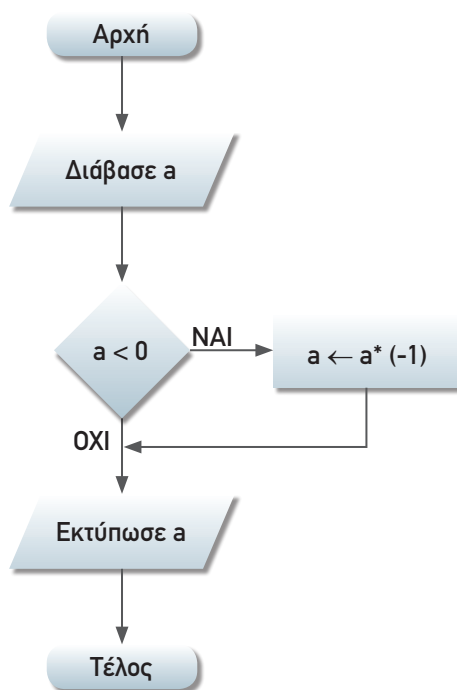 Αρχή
Διάβασε a
a < 0
ΝΑΙ
a ← a* (-1)
ΟΧΙ
Εκτύπωσε a
Τέλος